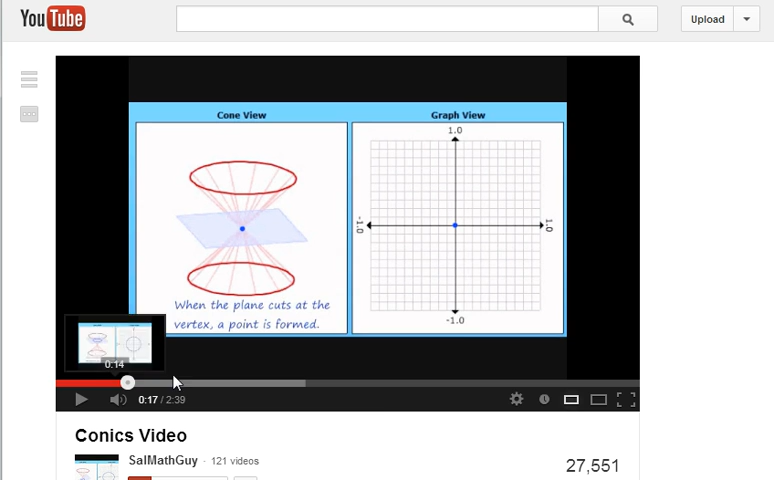 YouTube
Upload
Cone View
Graph View
1.0
-1.0
1.0
-1.0
When the plane cuts at the
vertex, a point is formed.
0:14
0:17 / 2:39
Conics Video
SalMathGuy · 121 videos
27,551